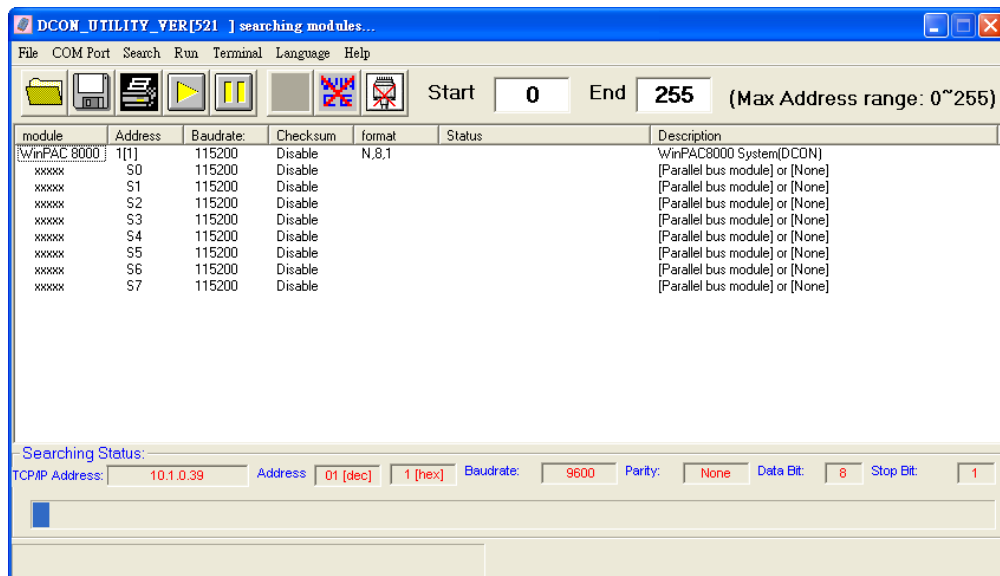 DCON_UTILITY_VER[521 ] searching modules...
File COM Port Search Run Terminal Language Help
Start 0 End 255 (Max Address range: 0~255)
module Address Baudrate: Checksum format Status Description
WinPAC 8000 1[1] 115200 Disable N,8,1 WinPAC8000 System(DCON)
xxxxx S0 115200 Disable [Parallel bus module] or [None]
xxxxx S1 115200 Disable [Parallel bus module] or [None]
xxxxx S2 115200 Disable [Parallel bus module] or [None]
xxxxx S3 115200 Disable [Parallel bus module] or [None]
xxxxx S4 115200 Disable [Parallel bus module] or [None]
xxxxx S5 115200 Disable [Parallel bus module] or [None]
xxxxx S6 115200 Disable [Parallel bus module] or [None]
xxxxx S7 115200 Disable [Parallel bus module] or [None]
Searching Status:
TCP/IP Address: 10.1.0.39 Address 01 [dec] 1 [hex] Baudrate: 9600 Parity: None Data Bit: 8 Stop Bit: 1